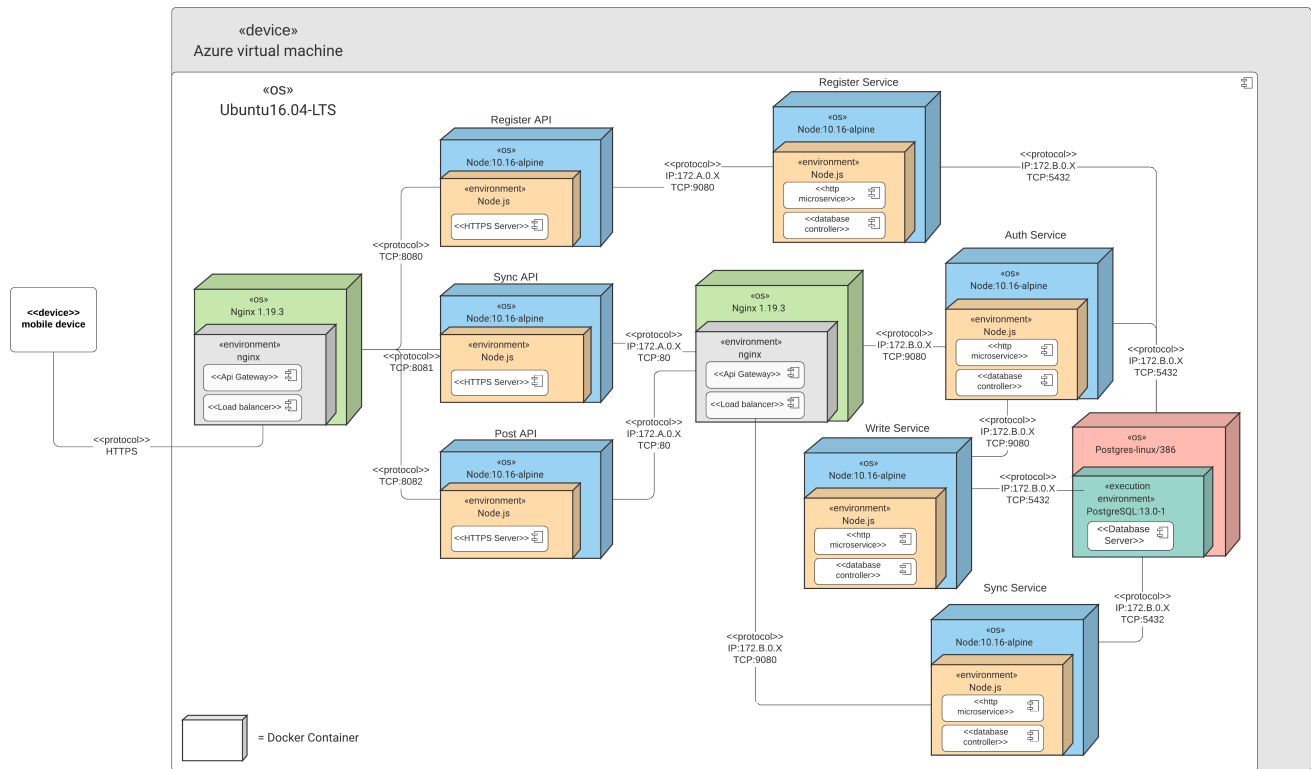 «device»
Azure virtual machine
«os»
Ubuntu16.04-LTS
<<device>>
mobile device
<<protocol>>
HTTPS
«os»
Nginx 1.19.3
«environment»
nginx
<<Api Gateway>>
<<Load balancer>>
<<protocol>>
TCP:8080
<<protocol>>
TCP:8081
<<protocol>>
TCP:8082
Register API
«os»
Node:10.16-alpine
«environment»
Node.js
<<HTTPS Server>>
Sync API
«os»
Node:10.16-alpine
«environment»
Node.js
<<HTTPS Server>>
Post API
«os»
Node:10.16-alpine
«environment»
Node.js
<<HTTPS Server>>
<<protocol>>
IP:172.A.0.X
TCP:9080
<<protocol>>
IP:172.A.0.X
TCP:80
<<protocol>>
IP:172.A.0.X
TCP:80
Register Service
«os»
Node:10.16-alpine
«environment»
Node.js
<<http
microservice>>
<<database
controller>>
<<protocol>>
IP:172.B.0.X
TCP:5432
«os»
Nginx 1.19.3
«environment»
nginx
<<Api Gateway>>
<<Load balancer>>
<<protocol>>
IP:172.B.0.X
TCP:9080
Auth Service
«os»
Node:10.16-alpine
«environment»
Node.js
<<http
microservice>>
<<database
controller>>
<<protocol>>
IP:172.B.0.X
TCP:5432
<<protocol>>
IP:172.B.0.X
TCP:9080
Write Service
«os»
Node:10.16-alpine
«environment»
Node.js
<<http
microservice>>
<<database
controller>>
<<protocol>>
IP:172.B.0.X
TCP:5432
«os»
Postgres-linux/386
«execution
environment»
PostgreSQL:13.0-1
<<Database
Server>>
<<protocol>>
IP:172.B.0.X
TCP:5432
<<protocol>>
IP:172.B.0.X
TCP:9080
Sync Service
«os»
Node:10.16-alpine
«environment»
Node.js
<<http
microservice>>
<<database
controller>>
= Docker Container